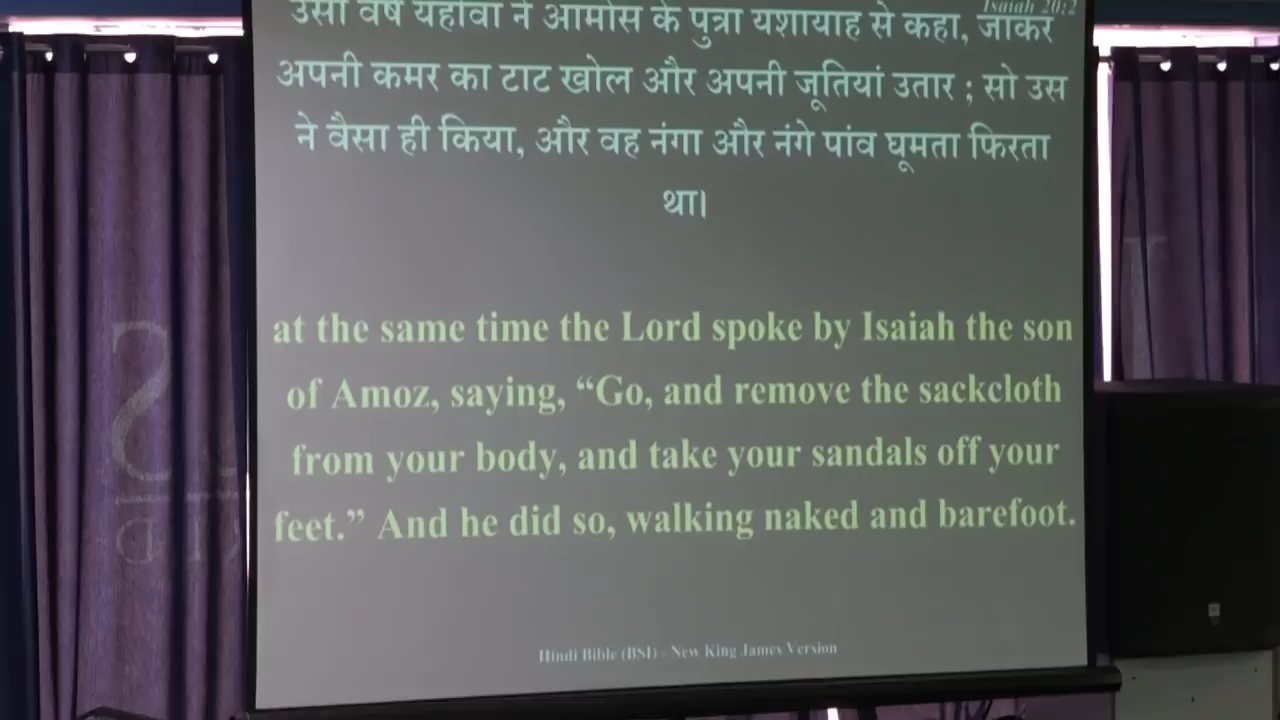 Isaiah 20:2
उसी वर्ष यहोवा ने आमोस के पुत्रा यशायाह से कहा, जाकर
अपनी कमर का टाट खोल और अपनी जूतियां उतार ; सो उस
ने वैसा ही किया, और वह नंगा और नंगे पांव घूमता फिरता
था।
at the same time the Lord spoke by Isaiah the son
of Amoz, saying, “Go, and remove the sackcloth
from your body, and take your sandals off your
feet.” And he did so, walking naked and barefoot.
Hindi Bible (BSI) - New King James Version